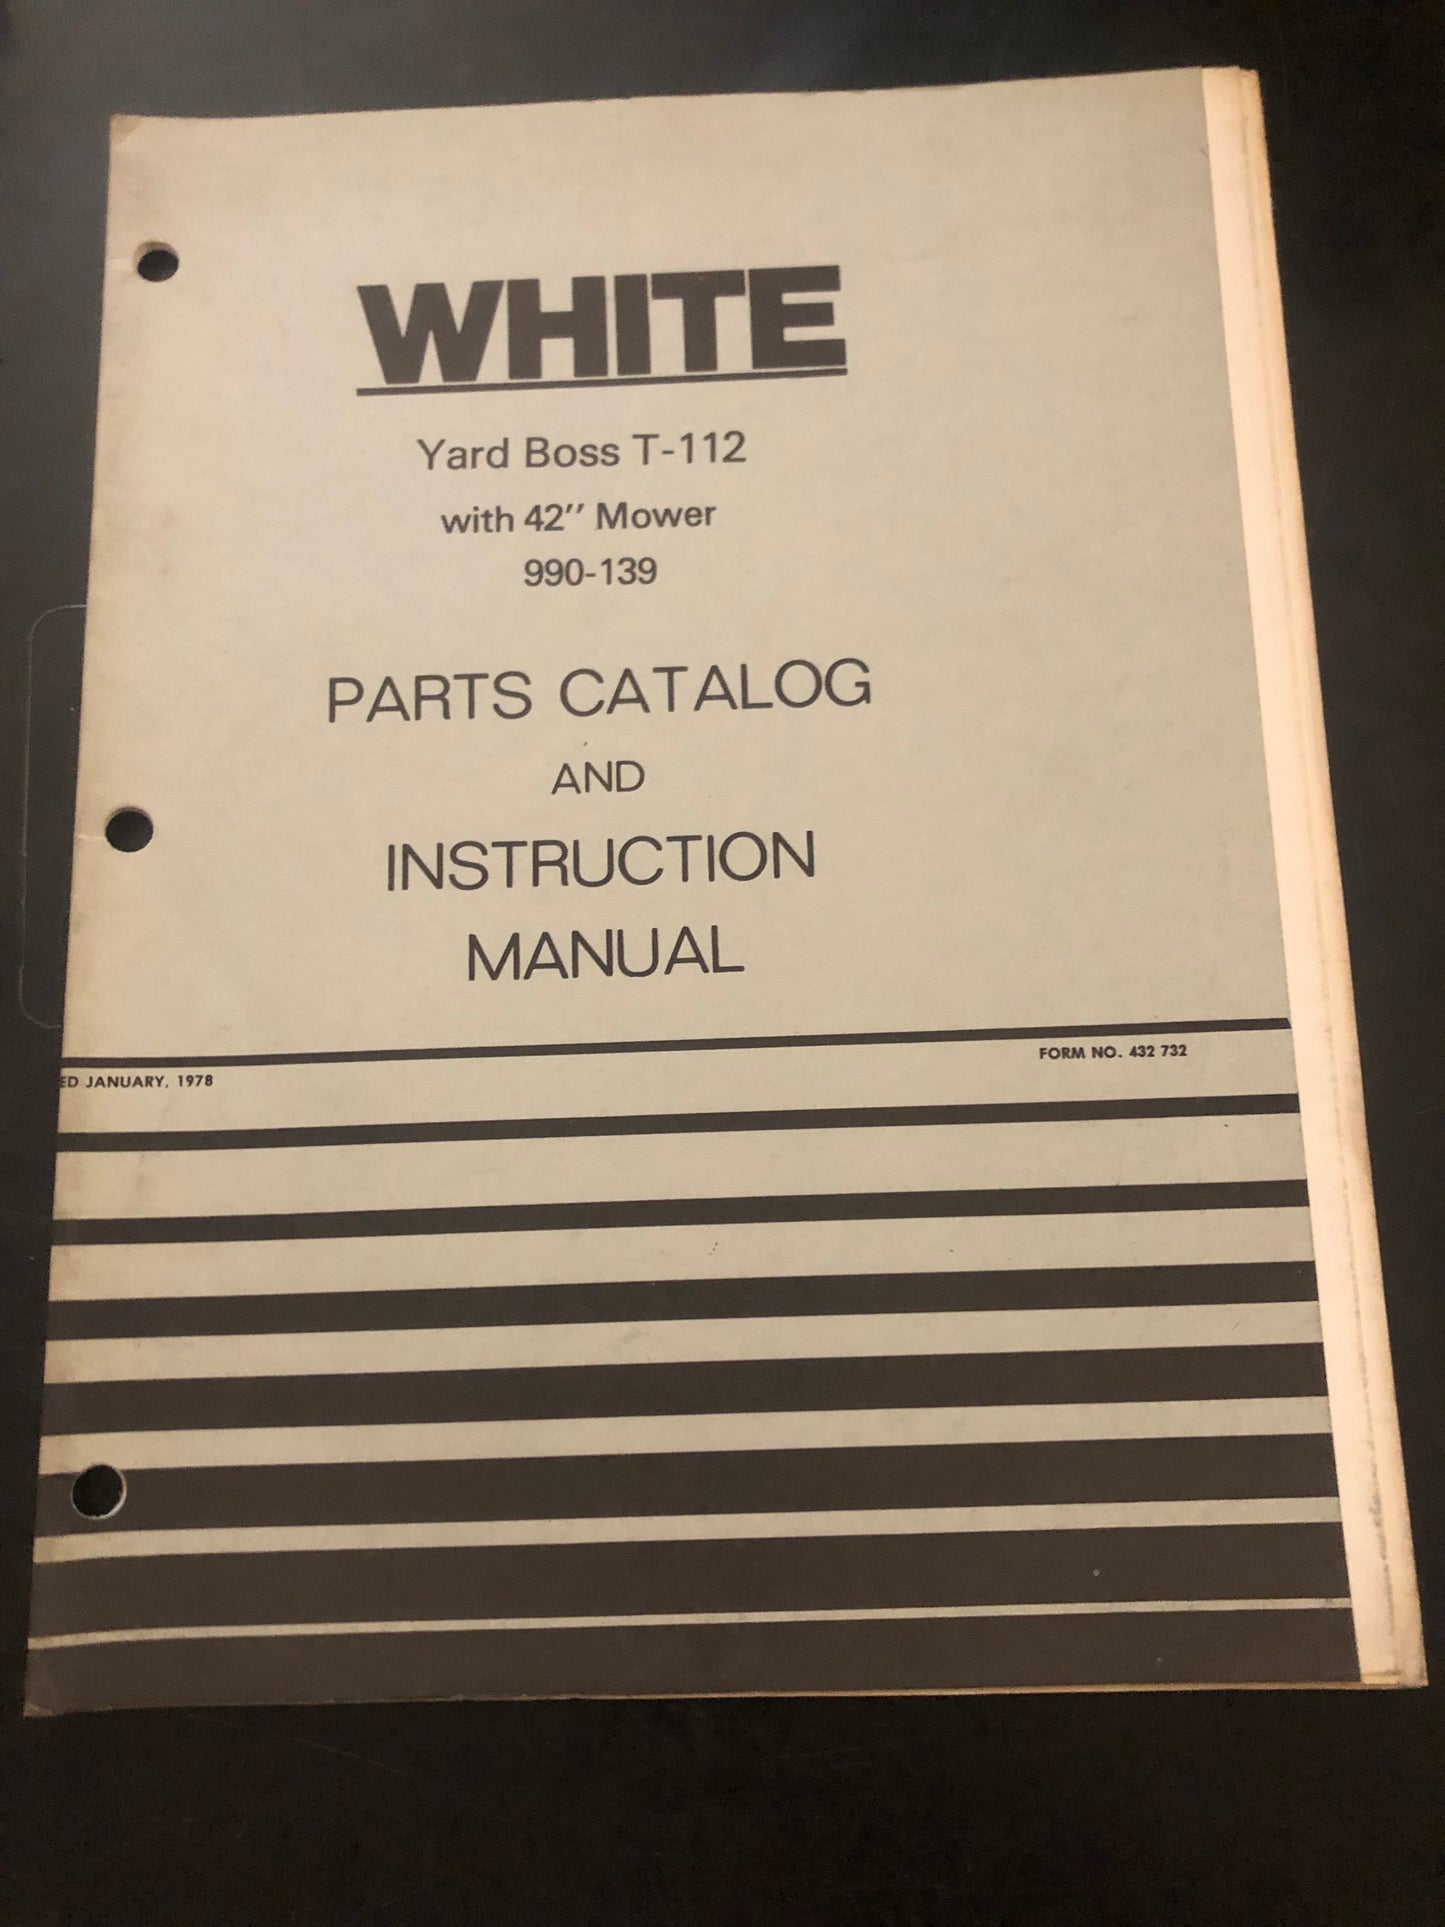 WHITE
Yard Boss T-112
with 42" Mower
990-139
PARTS CATALOG
AND
INSTRUCTION
MANUAL
ED JANUARY, 1978
FORM NO. 432 732